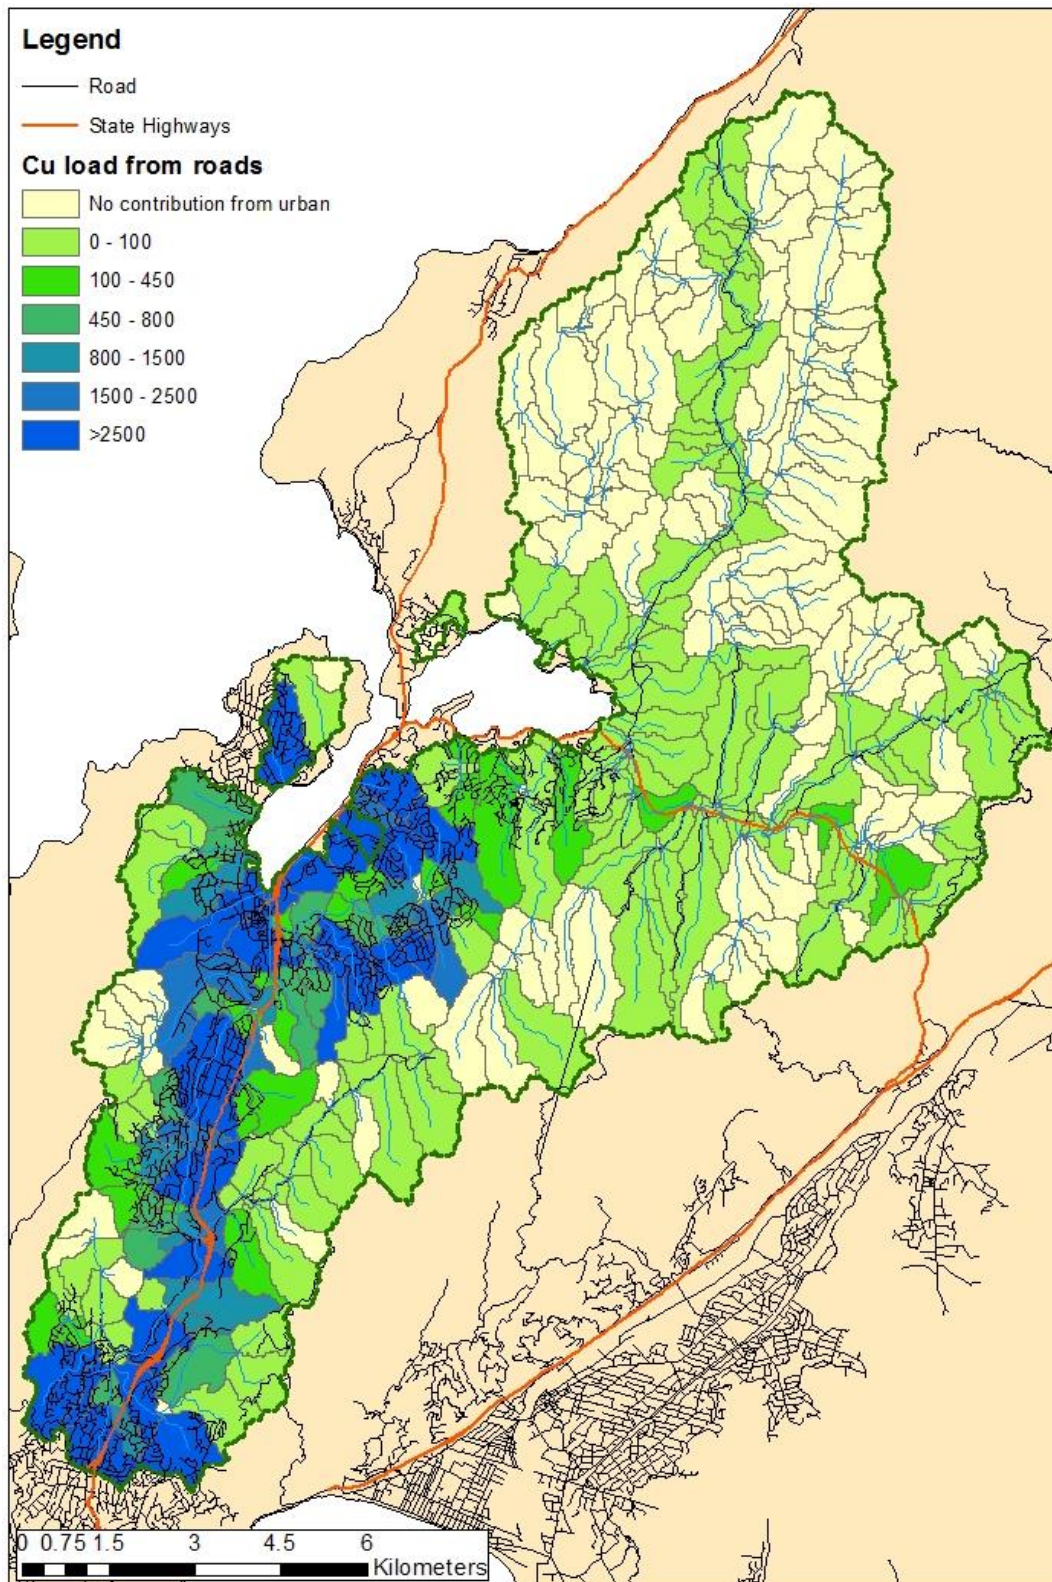 Legend
Road
State Highways
Cu load from roads
No contribution from urban
0 - 100
100 - 450
450 - 800
800 - 1500
1500 - 2500
>2500
0 0.75 1.5 3 4.5 6
Kilometers